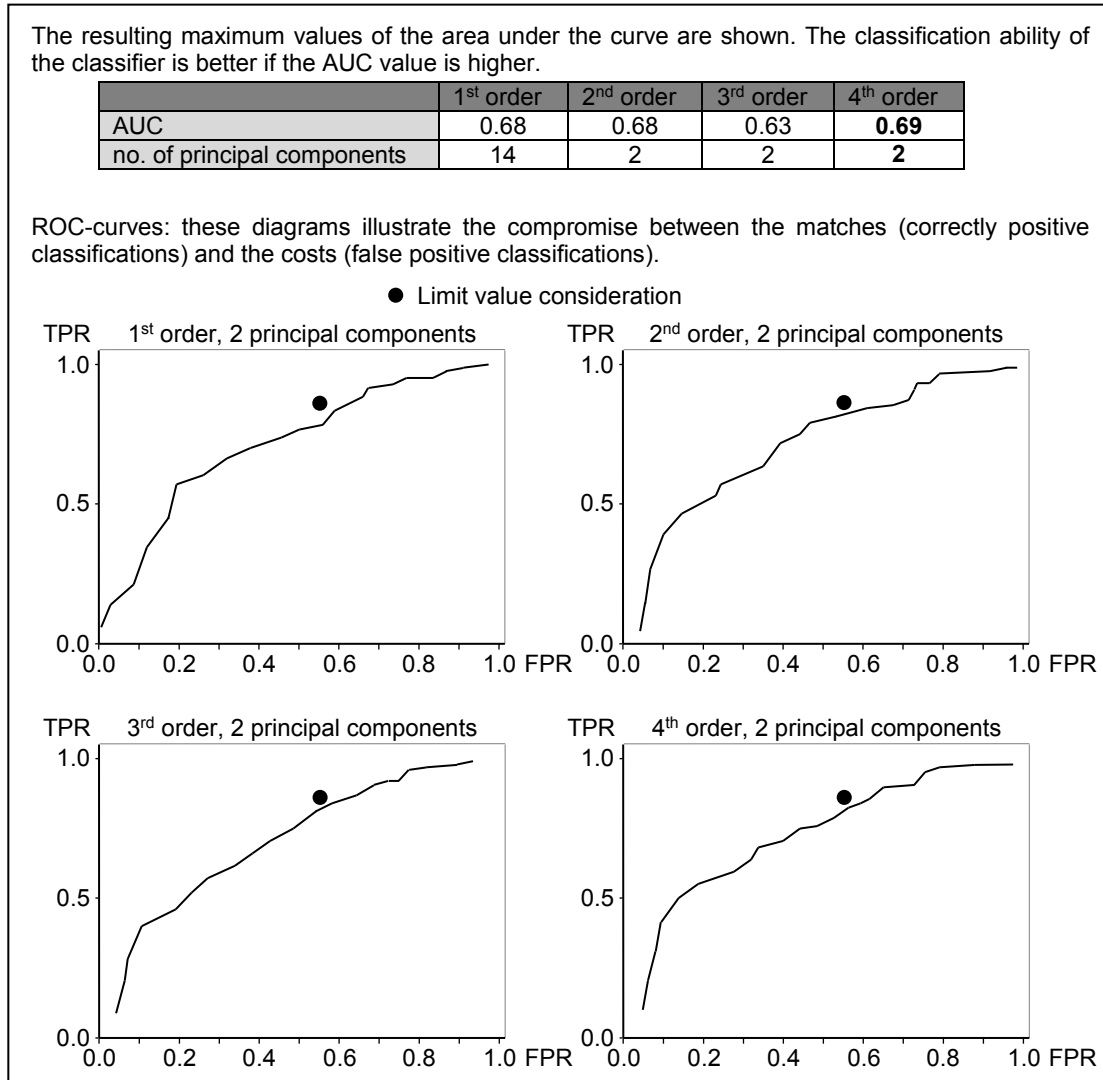 The resulting maximum values of the area under the curve are shown. The classification ability of
the classifier is better if the AUC value is higher.
1st order 2nd order 3rd order 4th order
AUC 0.68 0.68 0.63 0.69
no. of principal components 14 2 2 2
ROC-curves: these diagrams illustrate the compromise between the matches (correctly positive
classifications) and the costs (false positive classifications).
Limit value consideration
TPR 1st order, 2 principal components
1.0
0.5
0.0
0.0 0.2 0.4 0.6 0.8 1.0 FPR
TPR 2nd order, 2 principal components
1.0
0.5
0.0
0.0 0.2 0.4 0.6 0.8 1.0 FPR
TPR 3rd order, 2 principal components
1.0
0.5
0.0
0.0 0.2 0.4 0.6 0.8 1.0 FPR
TPR 4th order, 2 principal components
1.0
0.5
0.0
0.0 0.2 0.4 0.6 0.8 1.0 FPR